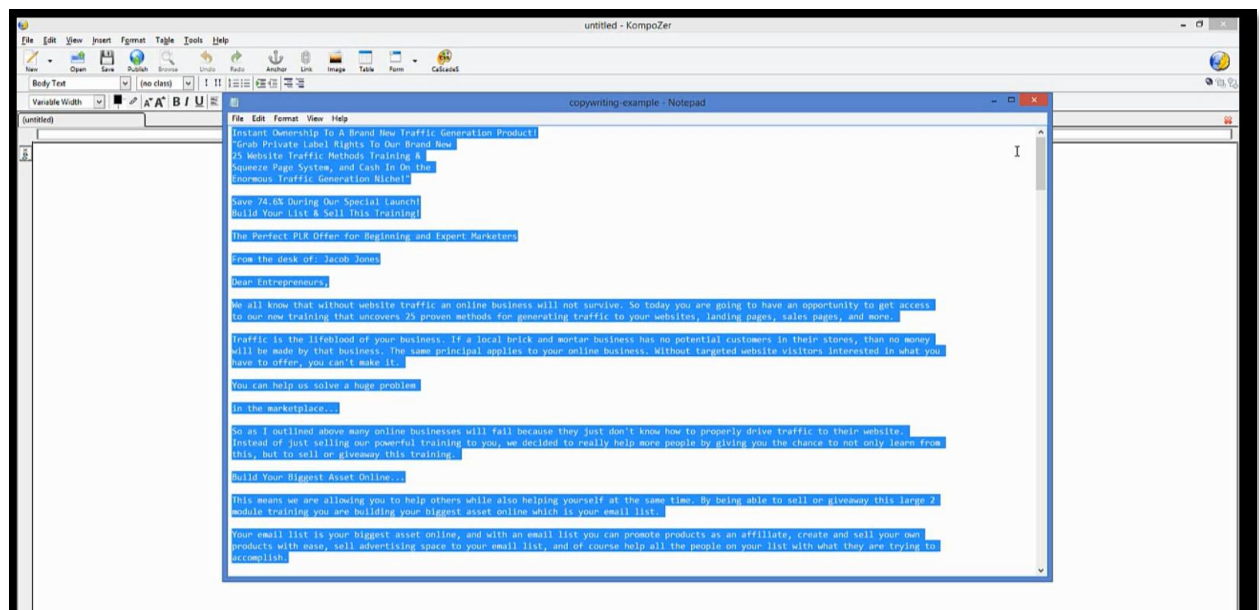 untitled - KompoZer
File Edit View Insert Format Table Tools Help
New Open Save Publish Browse Undo Redo Anchor Link Image Table Form CaScadeS
Body Text (no class) ! !!
Variable Width A A B I U
(untitled)
copywriting-example - Notepad
File Edit Format View Help
Instant Ownership To A Brand New Traffic Generation Product!
"Grab Private Label Rights To Our Brand New
25 Website Traffic Methods Training &
Squeeze Page System, and Cash In On the
Enormous Traffic Generation Niche!"
Save 74.6% During Our Special Launch!
Build Your List & Sell This Training!
The Perfect PLR Offer for Beginning and Expert Marketers
From the desk of: Jacob Jones
Dear Entrepreneurs,
We all know that without website traffic an online business will not survive. So today you are going to have an opportunity to get access
to our new training that uncovers 25 proven methods for generating traffic to your websites, landing pages, sales pages, and more.
Traffic is the lifeblood of your business. If a local brick and mortar business has no potential customers in their stores, than no money
will be made by that business. The same principal applies to your online business. Without targeted website visitors interested in what you
have to offer, you can't make it.
You can help us solve a huge problem
in the marketplace...
So as I outlined above many online businesses will fail because they just don't know how to properly drive traffic to their website.
Instead of just selling our powerful training to you, we decided to really help more people by giving you the chance to not only learn from
this, but to sell or giveaway this training.
Build Your Biggest Asset Online...
This means we are allowing you to help others while also helping yourself at the same time. By being able to sell or giveaway this large 2
module training you are building your biggest asset online which is your email list.
Your email list is your biggest asset online, and with an email list you can promote products as an affiliate, create and sell your own
products with ease, sell advertising space to your email list, and of course help all the people on your list with what they are trying to
accomplish.